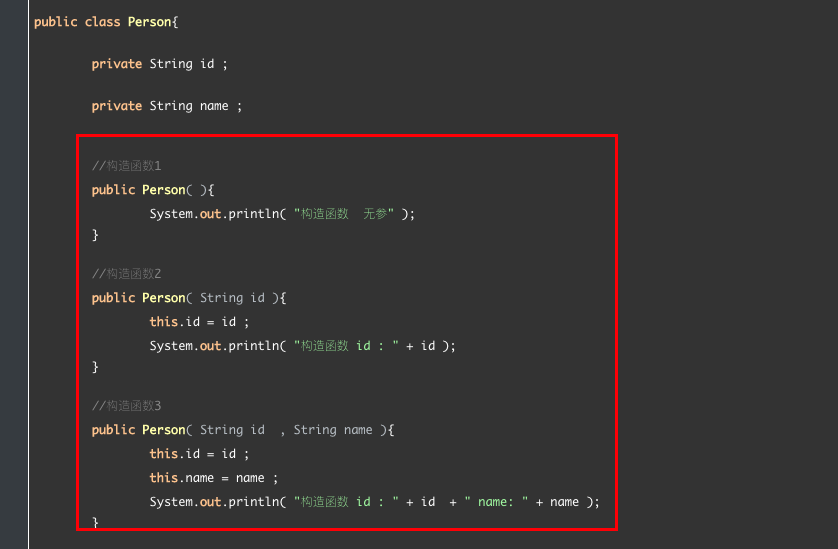 public class Person{
private String id ;
private String name ;
//构造函数1
public Person( ){
System.out.println( "构造函数  无参" );
}
//构造函数2
public Person( String id ){
this.id = id ;
System.out.println( "构造函数 id : " + id );
}
//构造函数3
public Person( String id  , String name ){
this.id = id ;
this.name = name ;
System.out.println( "构造函数 id : " + id  + " name: " + name );
}